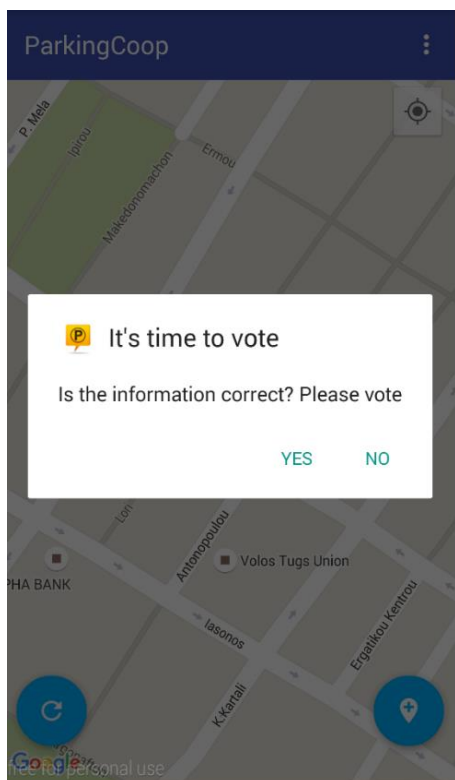 ParkingCoop
P. Mela
Ipirou
Ermou
Makedonomachon
P
It's time to vote
Is the information correct? Please vote
YES
NO
Lon
Antonopoulou
Volos Tugs Union
PHA BANK
Iasonos
Ergatikou Kentrou
K.Kartali
Google
free for personal use